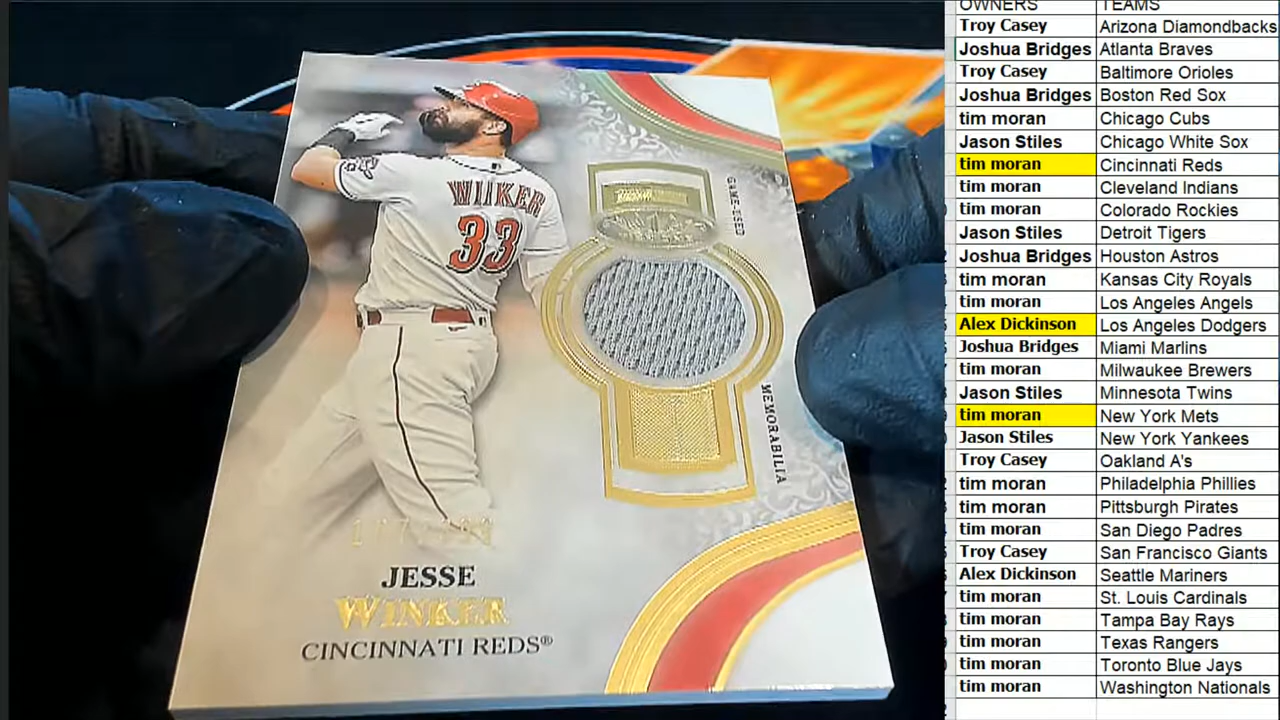 WINKER
33
GAME-USED
MEMORABILIA
JESSE
WINKER
CINCINNATI REDS®
OWNERS TEAMS
Troy Casey Arizona Diamondbacks
Joshua Bridges Atlanta Braves
Troy Casey Baltimore Orioles
Joshua Bridges Boston Red Sox
tim moran Chicago Cubs
Jason Stiles Chicago White Sox
tim moran Cincinnati Reds
tim moran Cleveland Indians
tim moran Colorado Rockies
Jason Stiles Detroit Tigers
Joshua Bridges Houston Astros
tim moran Kansas City Royals
tim moran Los Angeles Angels
Alex Dickinson Los Angeles Dodgers
Joshua Bridges Miami Marlins
tim moran Milwaukee Brewers
Jason Stiles Minnesota Twins
tim moran New York Mets
Jason Stiles New York Yankees
Troy Casey Oakland A's
tim moran Philadelphia Phillies
tim moran Pittsburgh Pirates
tim moran San Diego Padres
Troy Casey San Francisco Giants
Alex Dickinson Seattle Mariners
tim moran St. Louis Cardinals
tim moran Tampa Bay Rays
tim moran Texas Rangers
tim moran Toronto Blue Jays
tim moran Washington Nationals